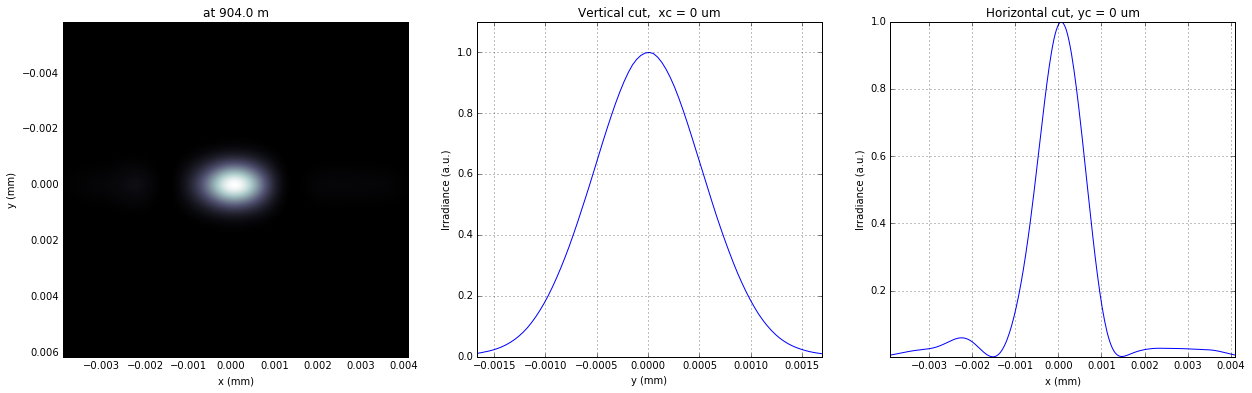 at 904.0 m
−0.004
−0.002
0.000
0.002
0.004
0.006
y (mm)
−0.003 −0.002 −0.001 0.000 0.001 0.002 0.003 0.004
x (mm)
Vertical cut,  xc = 0 um
1.0
0.8
0.6
0.4
0.2
0.0
Irradiance (a.u.)
−0.0015 −0.0010 −0.0005 0.0000 0.0005 0.0010 0.0015
y (mm)
Horizontal cut, yc = 0 um
1.0
0.8
0.6
0.4
0.2
Irradiance (a.u.)
−0.003 −0.002 −0.001 0.000 0.001 0.002 0.003 0.004
x (mm)